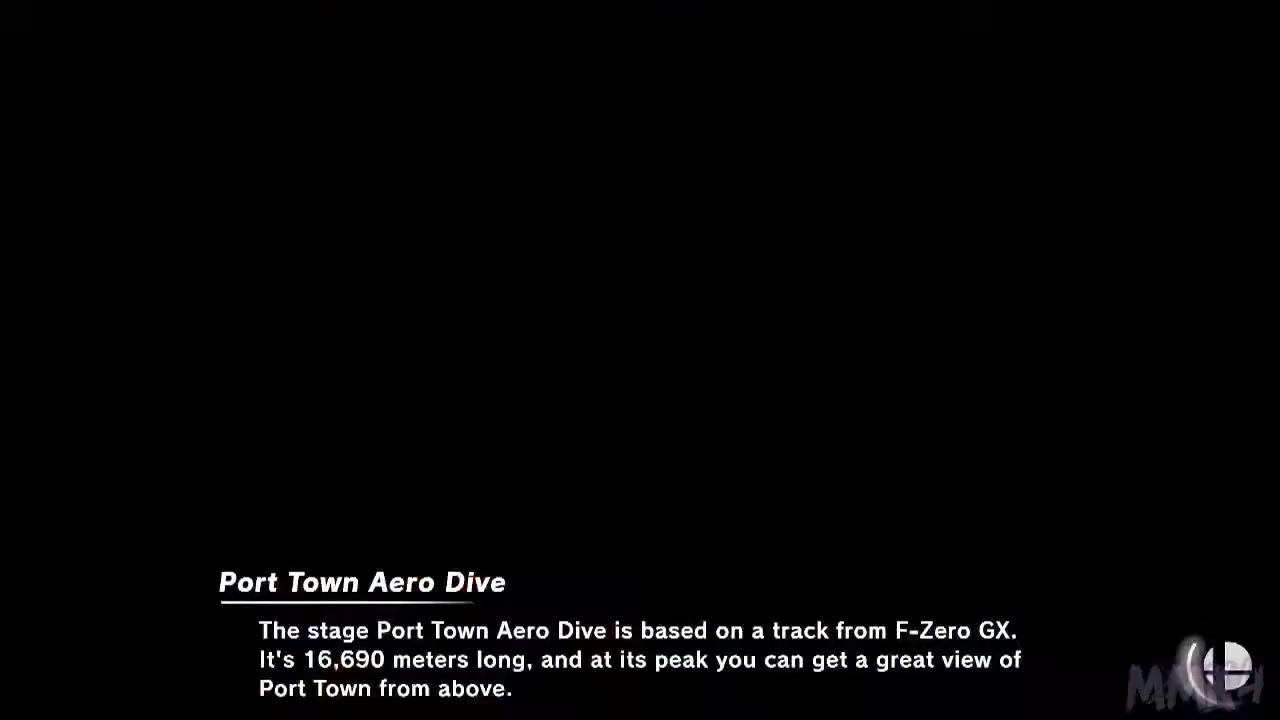 Port Town Aero Dive
The stage Port Town Aero Dive is based on a track from F-Zero GX.
It's 16,690 meters long, and at its peak you can get a great view of
Port Town from above.